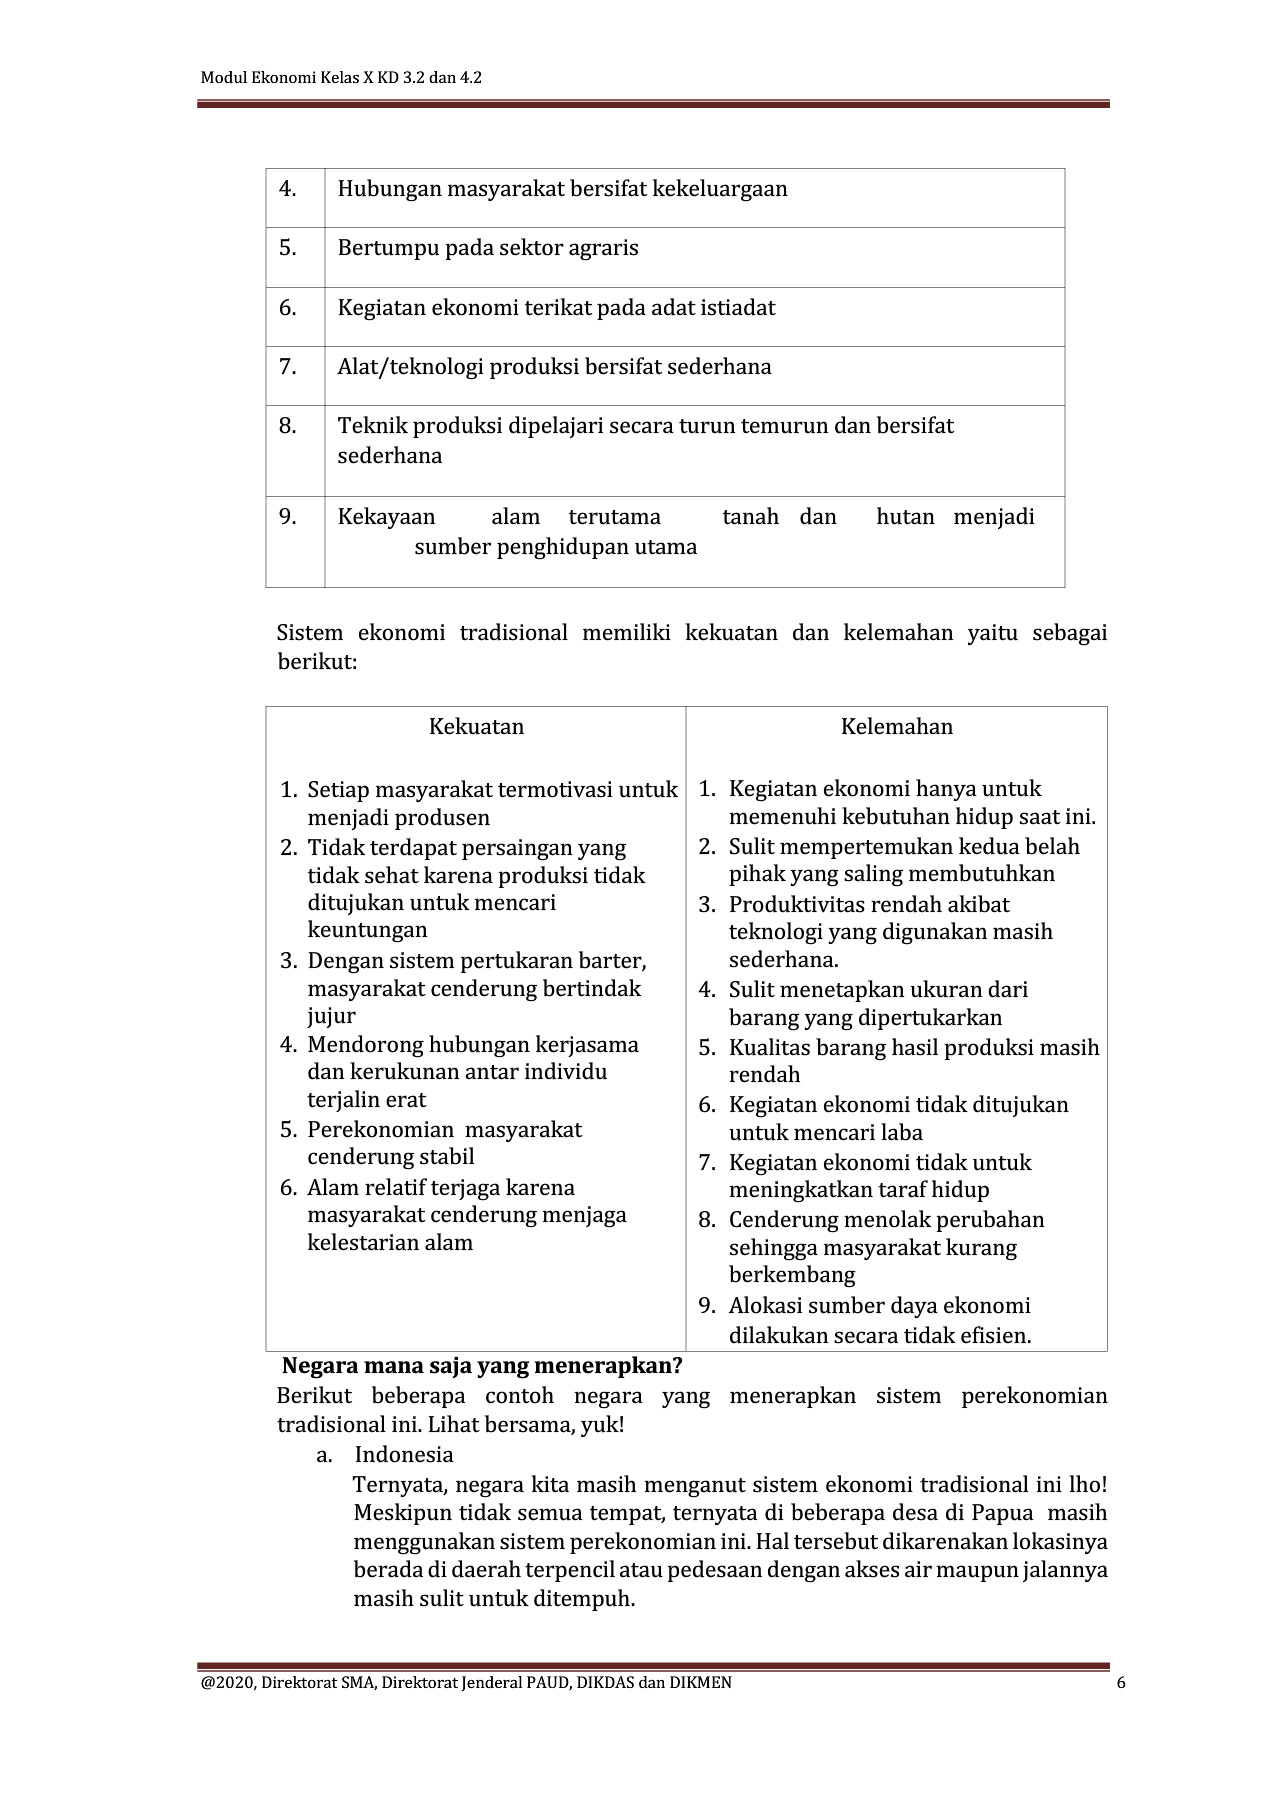 Modul Ekonomi Kelas X KD 3.2 dan 4.2
4. Hubungan masyarakat bersifat kekeluargaan
5. Bertumpu pada sektor agraris
6. Kegiatan ekonomi terikat pada adat istiadat
7. Alat/teknologi produksi bersifat sederhana
8. Teknik produksi dipelajari secara turun temurun dan bersifat
sederhana
9. Kekayaan alam terutama tanah dan hutan menjadi
sumber penghidupan utama
Sistem ekonomi tradisional memiliki kekuatan dan kelemahan yaitu sebagai
berikut:
Kekuatan
1. Setiap masyarakat termotivasi untuk
menjadi produsen
2. Tidak terdapat persaingan yang
tidak sehat karena produksi tidak
ditujukan untuk mencari
keuntungan
3. Dengan sistem pertukaran barter,
masyarakat cenderung bertindak
jujur
4. Mendorong hubungan kerjasama
dan kerukunan antar individu
terjalin erat
5. Perekonomian masyarakat
cenderung stabil
6. Alam relatif terjaga karena
masyarakat cenderung menjaga
kelestarian alam
Kelemahan
1. Kegiatan ekonomi hanya untuk
memenuhi kebutuhan hidup saat ini.
2. Sulit mempertemukan kedua belah
pihak yang saling membutuhkan
3. Produktivitas rendah akibat
teknologi yang digunakan masih
sederhana.
4. Sulit menetapkan ukuran dari
barang yang dipertukarkan
5. Kualitas barang hasil produksi masih
rendah
6. Kegiatan ekonomi tidak ditujukan
untuk mencari laba
7. Kegiatan ekonomi tidak untuk
meningkatkan taraf hidup
8. Cenderung menolak perubahan
sehingga masyarakat kurang
berkembang
9. Alokasi sumber daya ekonomi
dilakukan secara tidak efisien.
Negara mana saja yang menerapkan?
Berikut beberapa contoh negara yang menerapkan sistem perekonomian
tradisional ini. Lihat bersama, yuk!
a. Indonesia
Ternyata, negara kita masih menganut sistem ekonomi tradisional ini lho!
Meskipun tidak semua tempat, ternyata di beberapa desa di Papua masih
menggunakan sistem perekonomian ini. Hal tersebut dikarenakan lokasinya
berada di daerah terpencil atau pedesaan dengan akses air maupun jalannya
masih sulit untuk ditempuh.
@2020, Direktorat SMA, Direktorat Jenderal PAUD, DIKDAS dan DIKMEN 6